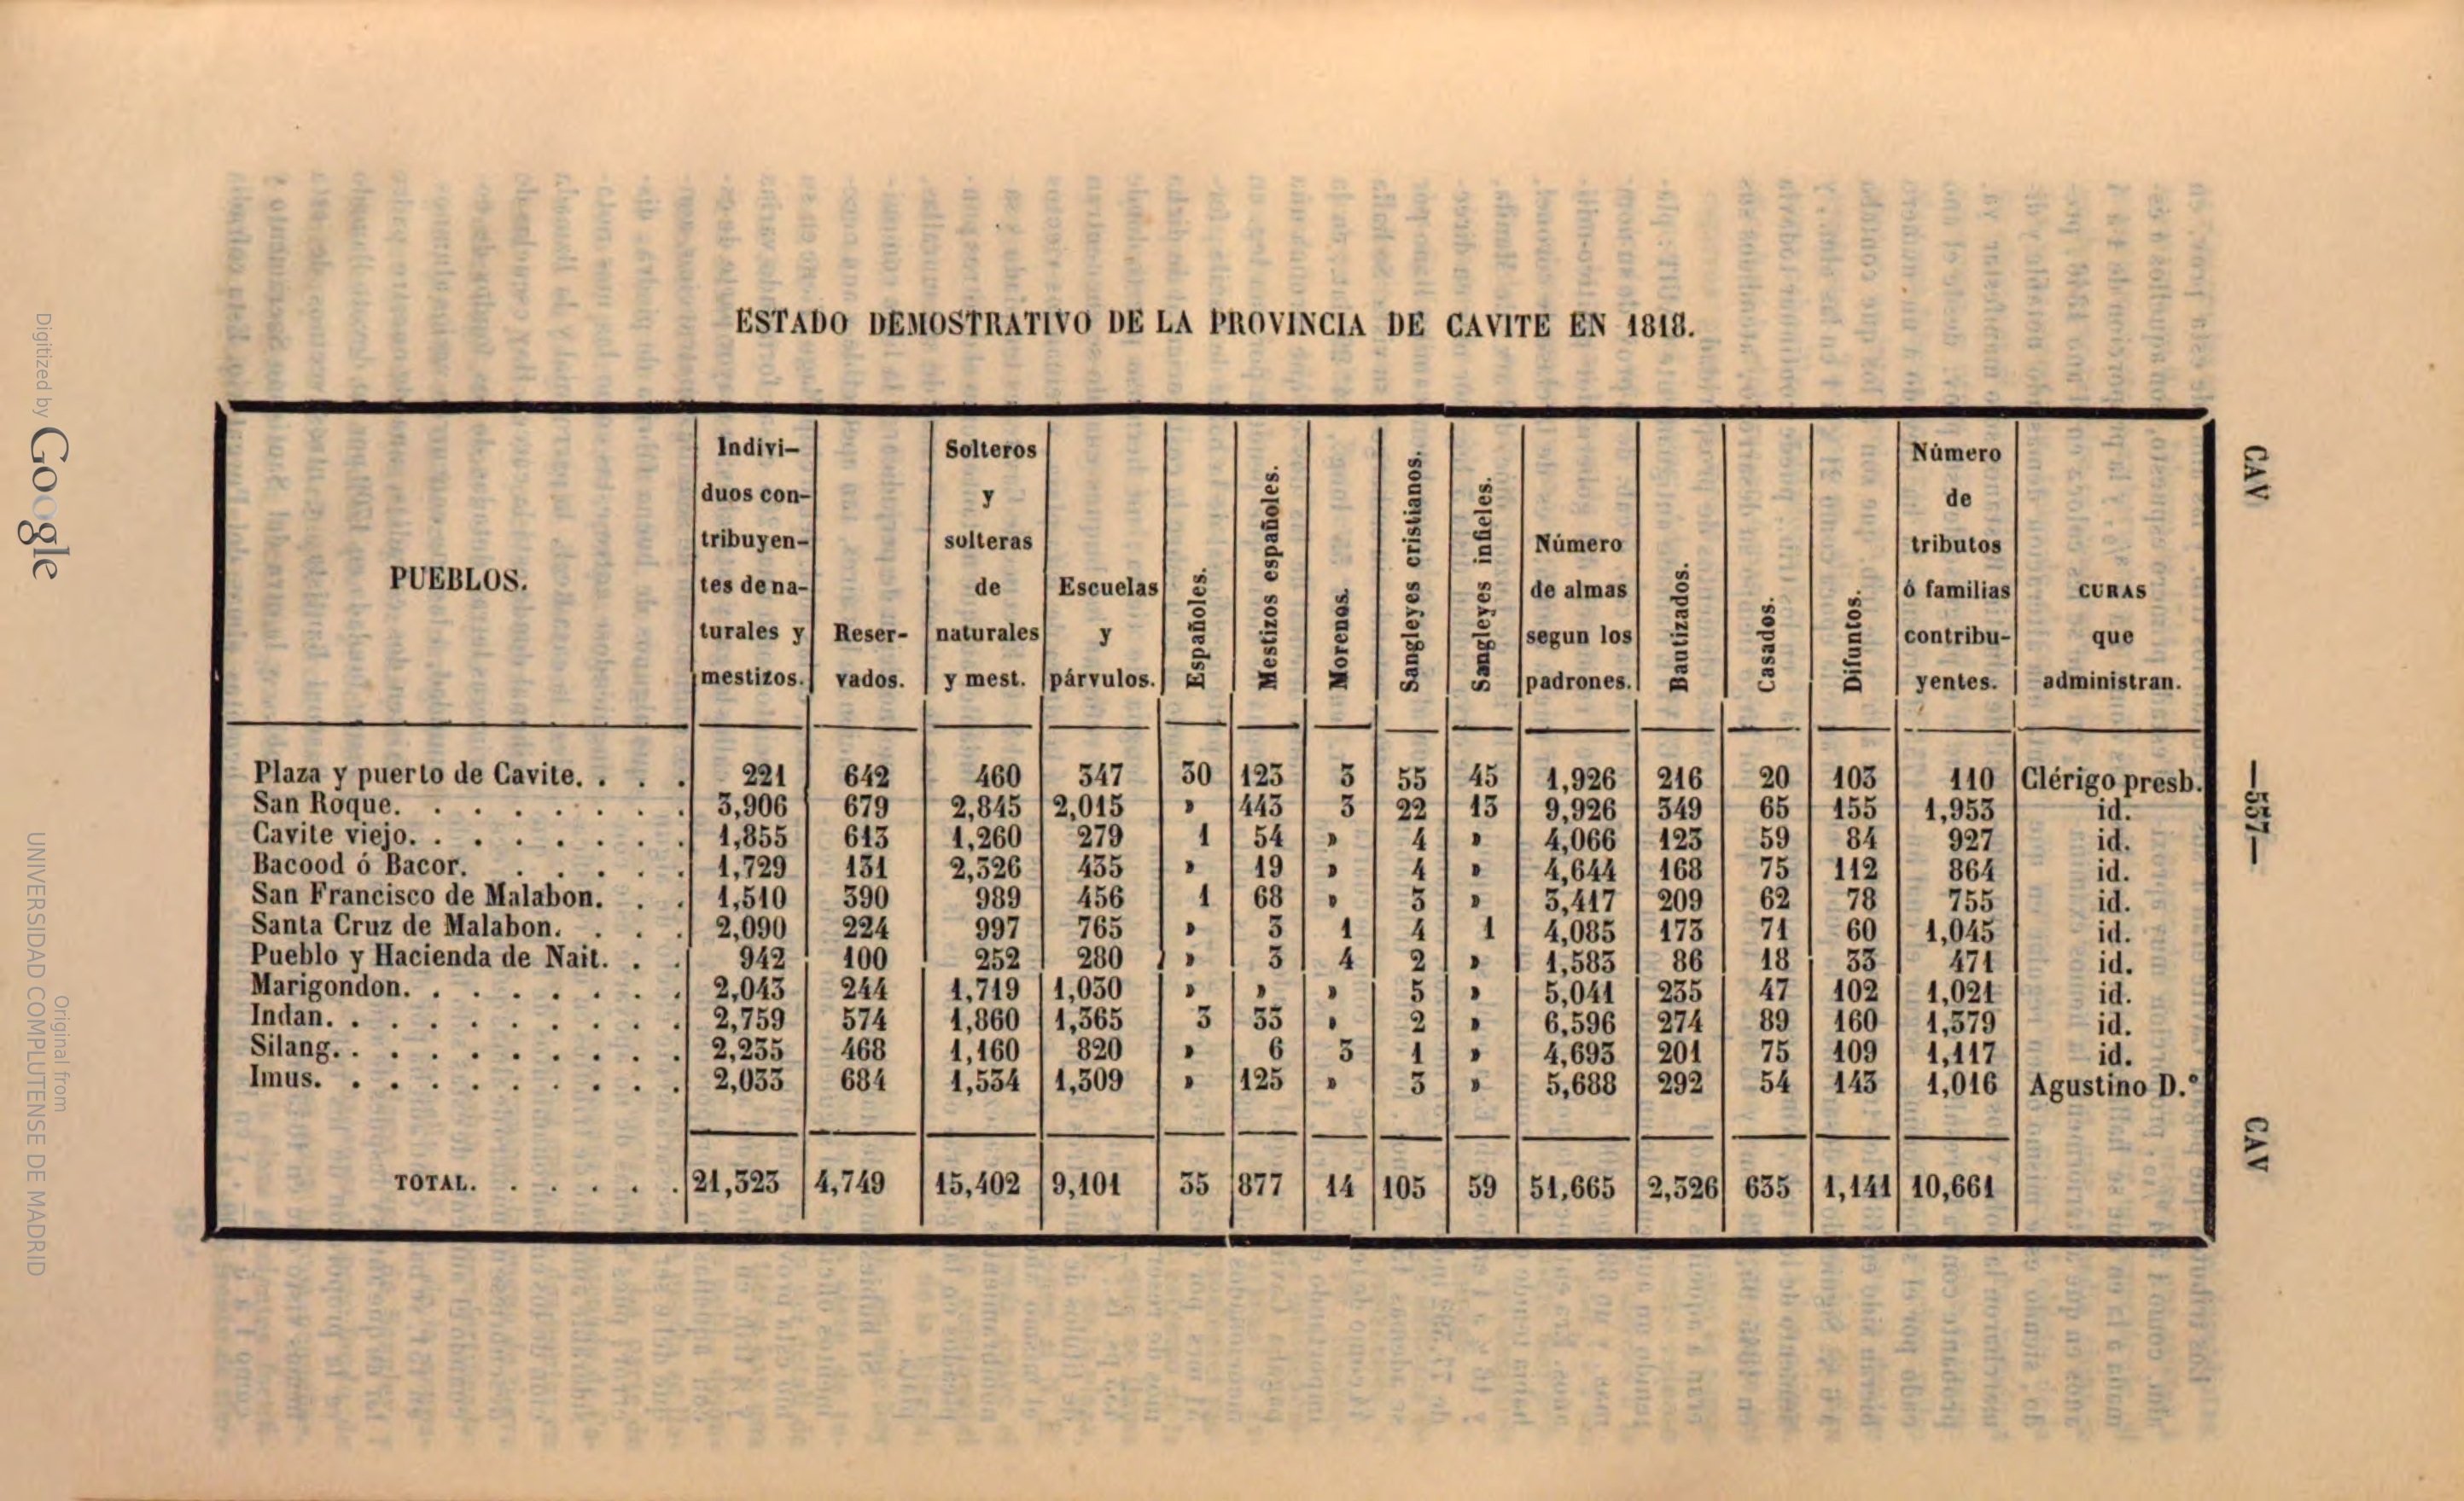 ESTADO DEMOSTRATIVO DE LA PROVINCIA DE CAVITE EN 1818.
PUEBLOS.
Indivi-
duos con-
tribuyen-
tes de na-
turales y
mestizos.
Reser-
vados.
Solteros
y
solteras
de
naturales
y mest.
Escuelas
y
párvulos.
Españoles.
Mestizos españoles.
Morenos.
Sangleyes cristianos.
Sangleyes infieles.
Número
de almas
segun los
padrones.
Bautizados.
Casados.
Difuntos.
Número
de
tributos
ó familias
contribu-
yentes.
CURAS
que
administran.
Plaza y puerto de Cavite. . . . 221 642 460 347 30 123 3 55 45 1,926 216 20 103 110 Clérigo presb.
San Roque. . . . . . . . 3,906 679 2,845 2,015 » 443 3 22 13 9,926 349 65 155 1,953 id.
Cavite viejo. . . . . . . . 1,855 613 1,260 279 1 54 » 4 » 4,066 123 59 84 927 id.
Bacood ó Bacor. . . . . . 1,729 131 2,326 435 » 19 » 4 » 4,644 168 75 112 864 id.
San Francisco de Malabon. . . 1,510 390 989 456 1 68 » 3 » 3,417 209 62 78 755 id.
Santa Cruz de Malabon. . . . 2,090 224 997 765 » 3 1 4 1 4,085 173 71 60 1,045 id.
Pueblo y Hacienda de Nait. . . 942 100 252 280 » 3 4 2 » 1,583 86 18 33 471 id.
Marigondon. . . . . . . . 2,043 244 1,719 1,030 » » » 5 » 5,041 235 47 102 1,021 id.
Indan. . . . . . . . . . 2,759 574 1,860 1,365 3 33 » 2 » 6,596 274 89 160 1,379 id.
Silang. . . . . . . . . . 2,235 468 1,160 820 » 6 3 1 » 4,693 201 75 109 1,117 id.
Imus. . . . . . . . . . 2,033 684 1,534 1,309 » 125 » 3 » 5,688 292 54 143 1,016 Agustino D.º
TOTAL. . . . . . 21,323 4,749 15,402 9,101 35 877 14 105 59 51,665 2,326 635 1,141 10,661
CAV
—557—
CAV
Digitized by Google
Original from
UNIVERSIDAD COMPLUTENSE DE MADRID